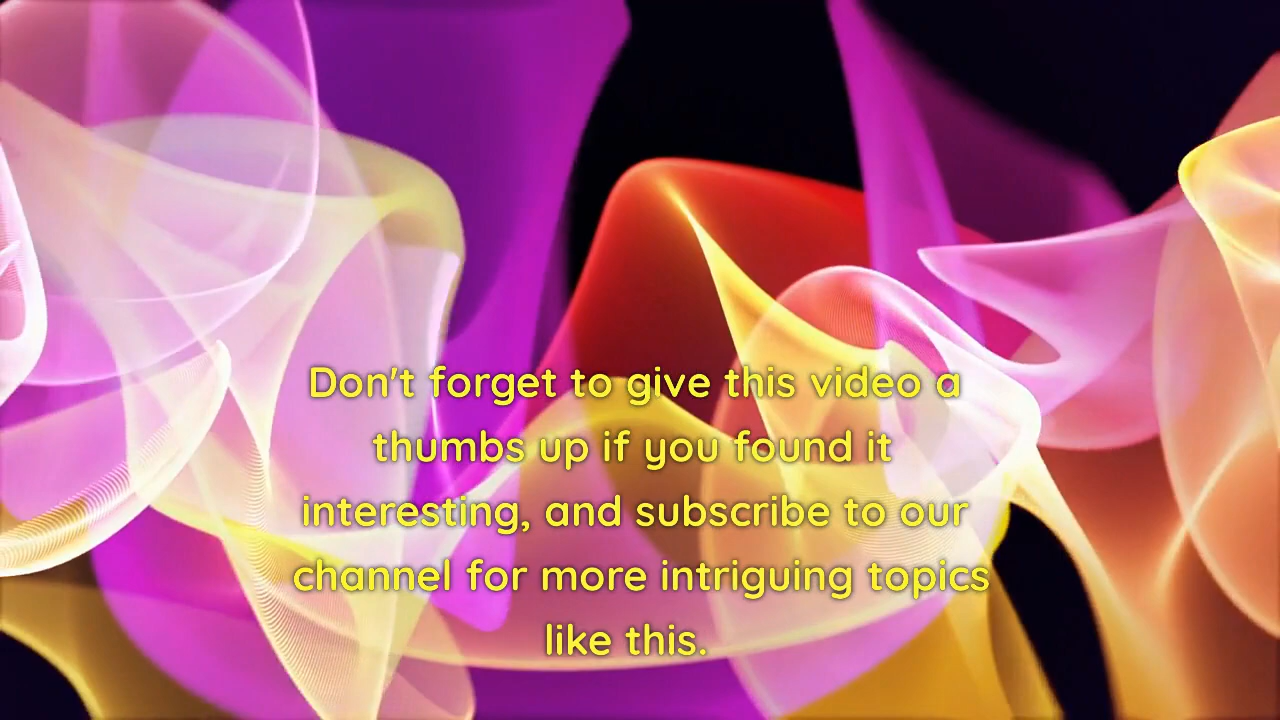 Don't forget to give this video a
thumbs up if you found it
interesting, and subscribe to our
channel for more intriguing topics
like this.